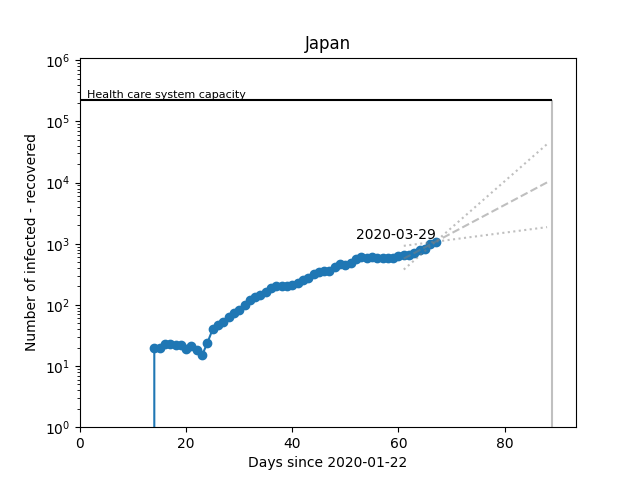 Japan
10^6
Health care system capacity
10^5
10^4
10^3
10^2
10^1
10^0
2020-03-29
0 20 40 60 80
Days since 2020-01-22
Number of infected - recovered